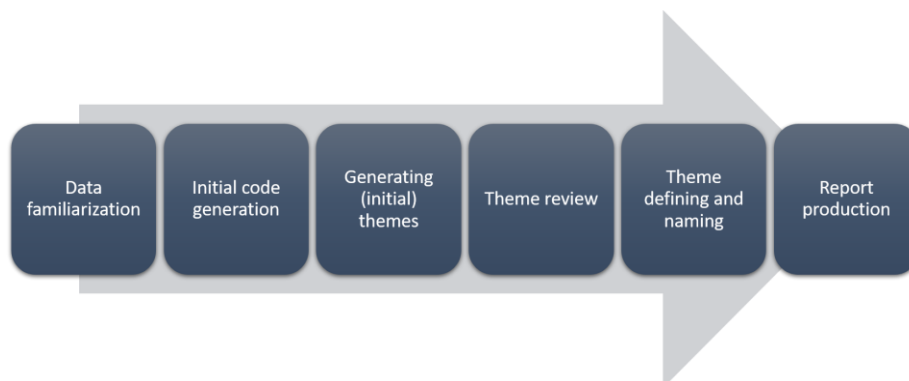 Data
familiarization
Initial code
generation
Generating
(initial)
themes
Theme review
Theme
defining and
naming
Report
production